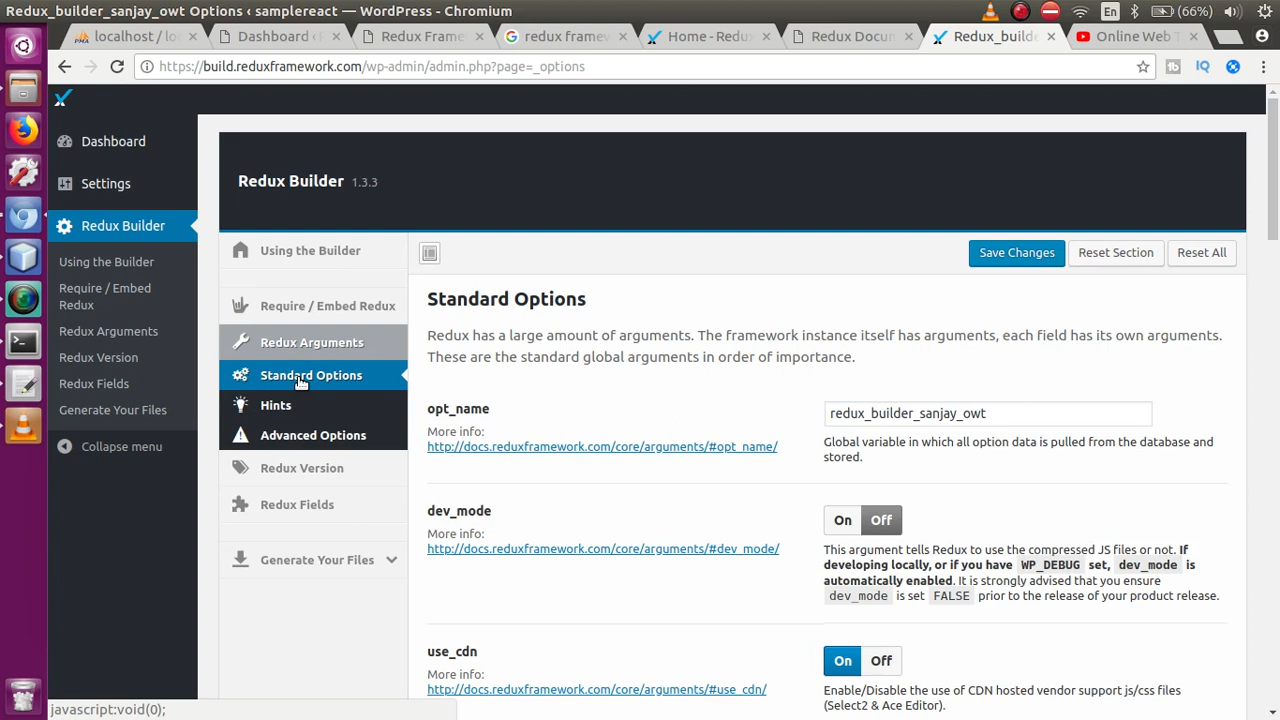 Redux_builder_sanjay_owt Options ‹ samplereact — WordPress - Chromium
En
(66%)
localhost / lo
Dashboard ‹
Redux Frame
redux framew
Home - Redu
Redux Docu
Redux_builde
Online Web T
https://build.reduxframework.com/wp-admin/admin.php?page=_options
IQ
Dashboard
Settings
Redux Builder
Using the Builder
Require / Embed
Redux
Redux Arguments
Redux Version
Redux Fields
Generate Your Files
Collapse menu
Redux Builder 1.3.3
Using the Builder
Require / Embed Redux
Redux Arguments
Standard Options
Hints
Advanced Options
Redux Version
Redux Fields
Generate Your Files
Save Changes
Reset Section
Reset All
Standard Options
Redux has a large amount of arguments. The framework instance itself has arguments, each field has its own arguments.
These are the standard global arguments in order of importance.
opt_name
More info:
http://docs.reduxframework.com/core/arguments/#opt_name/
redux_builder_sanjay_owt
Global variable in which all option data is pulled from the database and
stored.
dev_mode
More info:
http://docs.reduxframework.com/core/arguments/#dev_mode/
On Off
This argument tells Redux to use the compressed JS files or not. If
developing locally, or if you have WP_DEBUG set, dev_mode is
automatically enabled. It is strongly advised that you ensure
dev_mode is set FALSE prior to the release of your product release.
use_cdn
More info:
http://docs.reduxframework.com/core/arguments/#use_cdn/
On Off
Enable/Disable the use of CDN hosted vendor support js/css files
(Select2 & Ace Editor).
javascript:void(0);